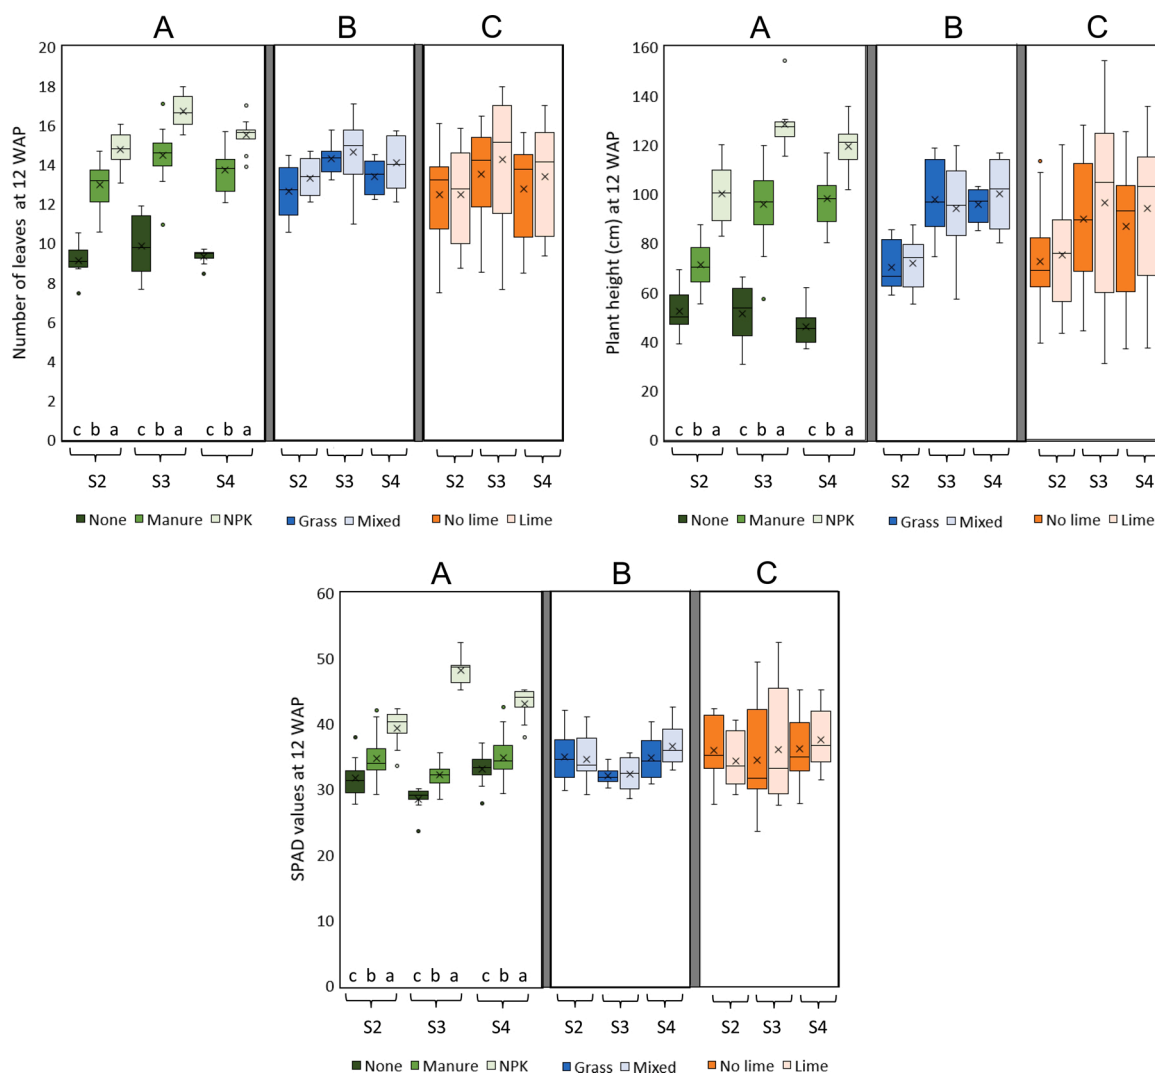 A B C
Number of leaves at 12 WAP
20
18
16
14
12
10
8
6
4
2
0
c b a c b a c b a
S2 S3 S4 S2 S3 S4 S2 S3 S4
None Manure NPK Grass Mixed No lime Lime
A B C
Plant height (cm) at 12 WAP
160
140
120
100
80
60
40
20
0
c b a c b a c b a
S2 S3 S4 S2 S3 S4 S2 S3 S4
None Manure NPK Grass Mixed No lime Lime
A B C
SPAD values at 12 WAP
60
50
40
30
20
10
0
c b a c b a c b a
S2 S3 S4 S2 S3 S4 S2 S3 S4
None Manure NPK Grass Mixed No lime Lime